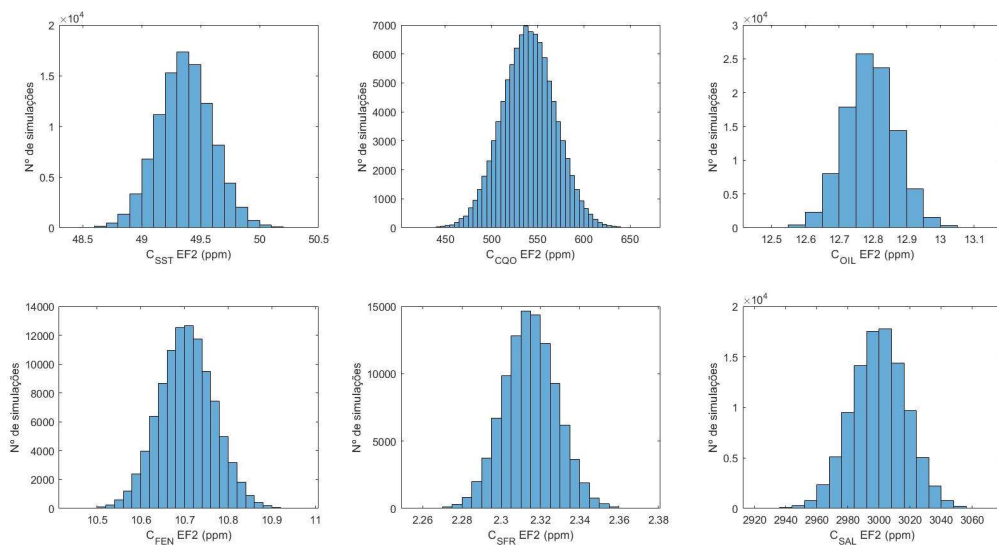 2 ×10^4
1.5
1
0.5
0
Nº de simulações
48.5 49 49.5 50 50.5
C_SST EF2 (ppm)
7000
6000
5000
4000
3000
2000
1000
0
Nº de simulações
450 500 550 600 650
C_CQO EF2 (ppm)
3 ×10^4
2.5
2
1.5
1
0.5
0
Nº de simulações
12.5 12.6 12.7 12.8 12.9 13 13.1
C_OIL EF2 (ppm)
14000
12000
10000
8000
6000
4000
2000
0
Nº de simulações
10.5 10.6 10.7 10.8 10.9 11
C_FEN EF2 (ppm)
15000
10000
5000
0
Nº de simulações
2.26 2.28 2.3 2.32 2.34 2.36 2.38
C_SFR EF2 (ppm)
2 ×10^4
1.5
1
0.5
0
Nº de simulações
2920 2940 2960 2980 3000 3020 3040 3060
C_SAL EF2 (ppm)